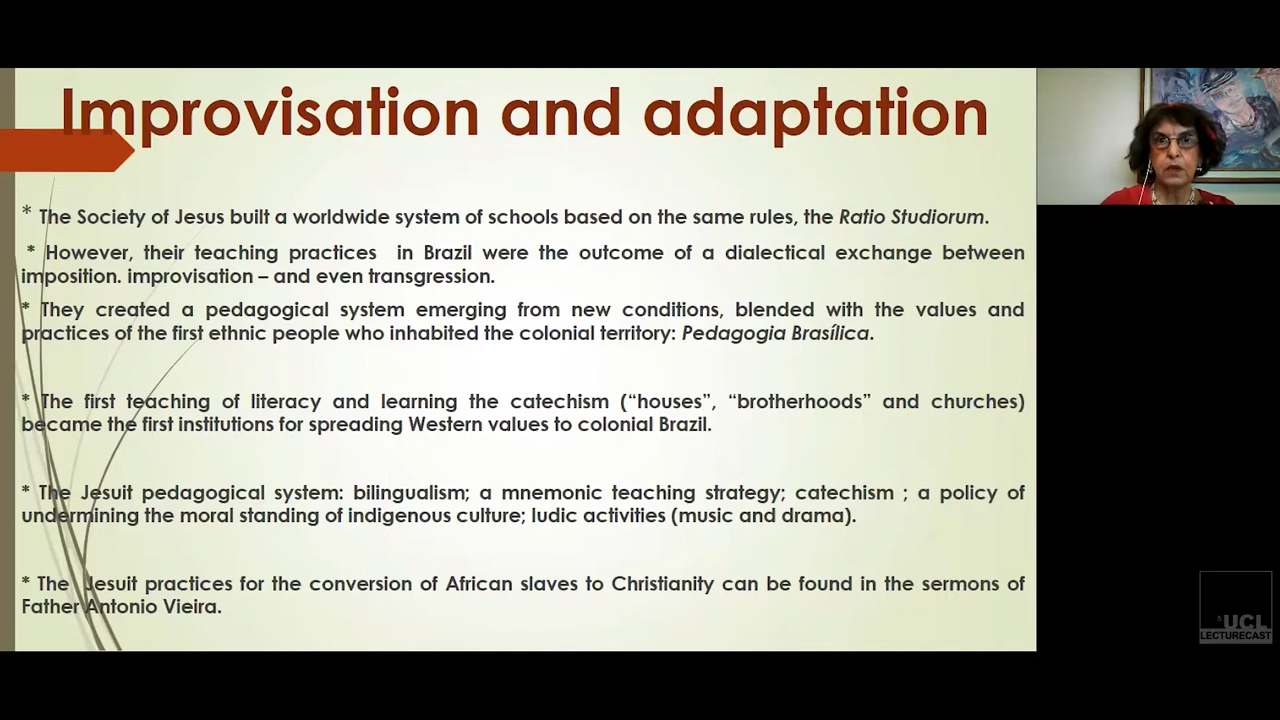 Improvisation and adaptation
* The Society of Jesus built a worldwide system of schools based on the same rules, the Ratio Studiorum.
* However, their teaching practices in Brazil were the outcome of a dialectical exchange between
imposition. improvisation – and even transgression.
* They created a pedagogical system emerging from new conditions, blended with the values and
practices of the first ethnic people who inhabited the colonial territory: Pedagogia Brasílica.
* The first teaching of literacy and learning the catechism (“houses”, “brotherhoods” and churches)
became the first institutions for spreading Western values to colonial Brazil.
* The Jesuit pedagogical system: bilingualism; a mnemonic teaching strategy; catechism ; a policy of
undermining the moral standing of indigenous culture; ludic activities (music and drama).
* The Jesuit practices for the conversion of African slaves to Christianity can be found in the sermons of
Father Antonio Vieira.
UCL
LECTURECAST